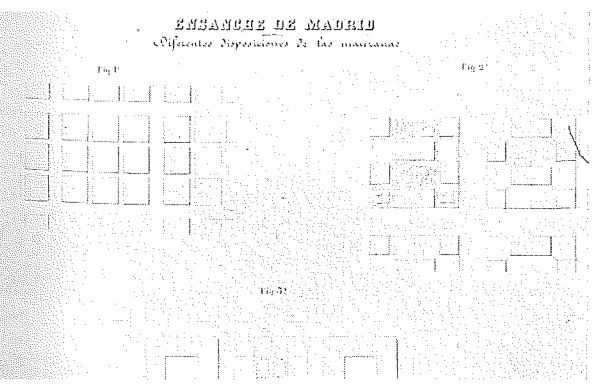 ENSANCHE DE MADRID
Diferentes disposiciones de las manzanas
Fig 1ª
Fig 2ª
Fig 3ª